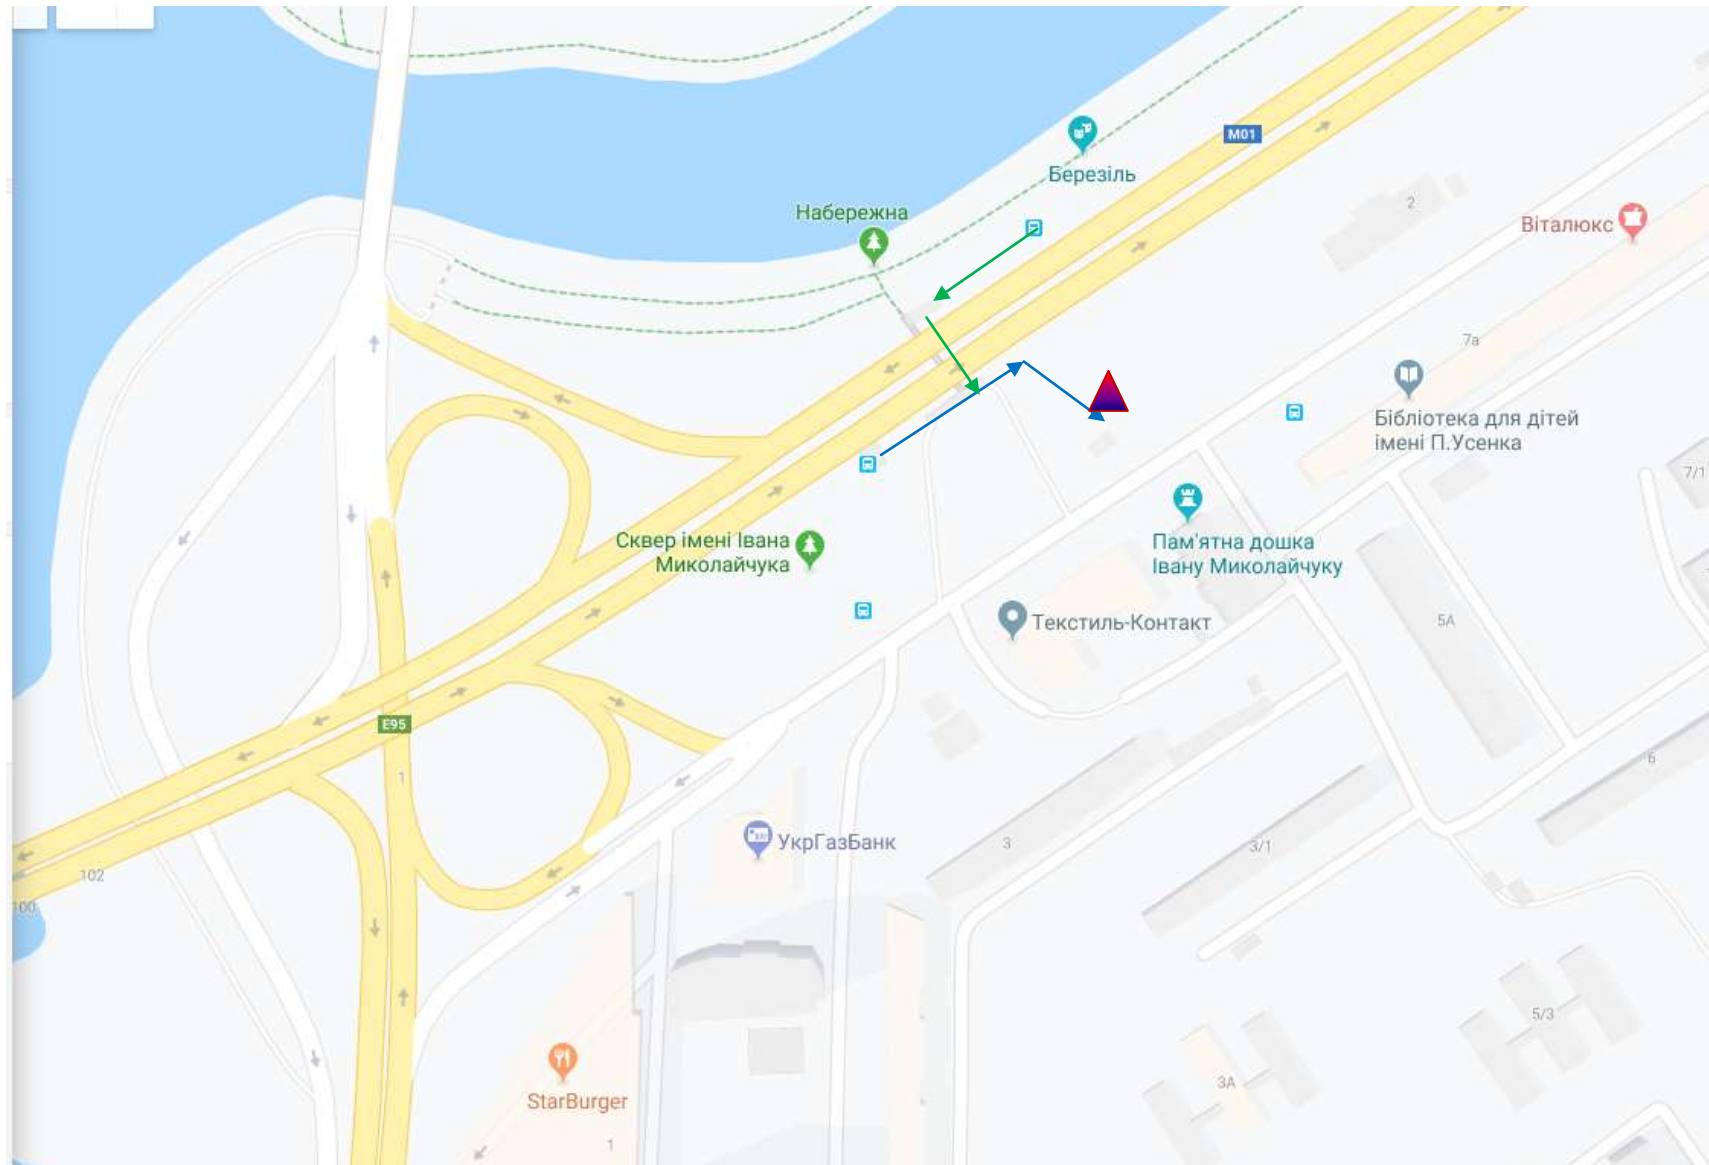 M01
Березіль
2
Набережна
Віталюкс
7а
Бібліотека для дітей
імені П.Усенка
7/1
Сквер імені Івана
Миколайчука
Пам'ятна дошка
Івану Миколайчуку
Текстиль-Контакт
5А
E95
1
6
УкрГазБанк
3
3/1
102
100
5/3
3А
StarBurger
1